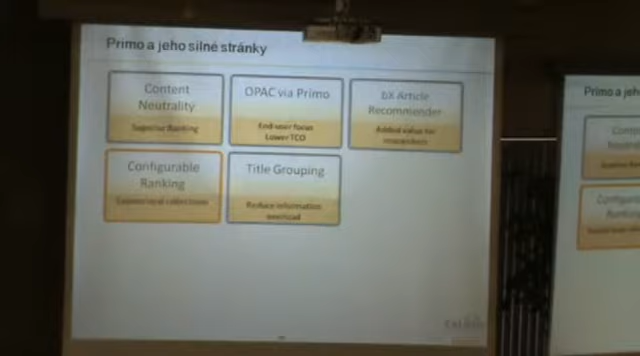 Primo a jeho silné stránky
Content
Neutrality
Superior Ranking
OPAC via Primo
End-user focus
Lower TCO
bX Article
Recommender
Added value for
researchers
Configurable
Ranking
Title Grouping
Reduce information
overload
Primo a jeh